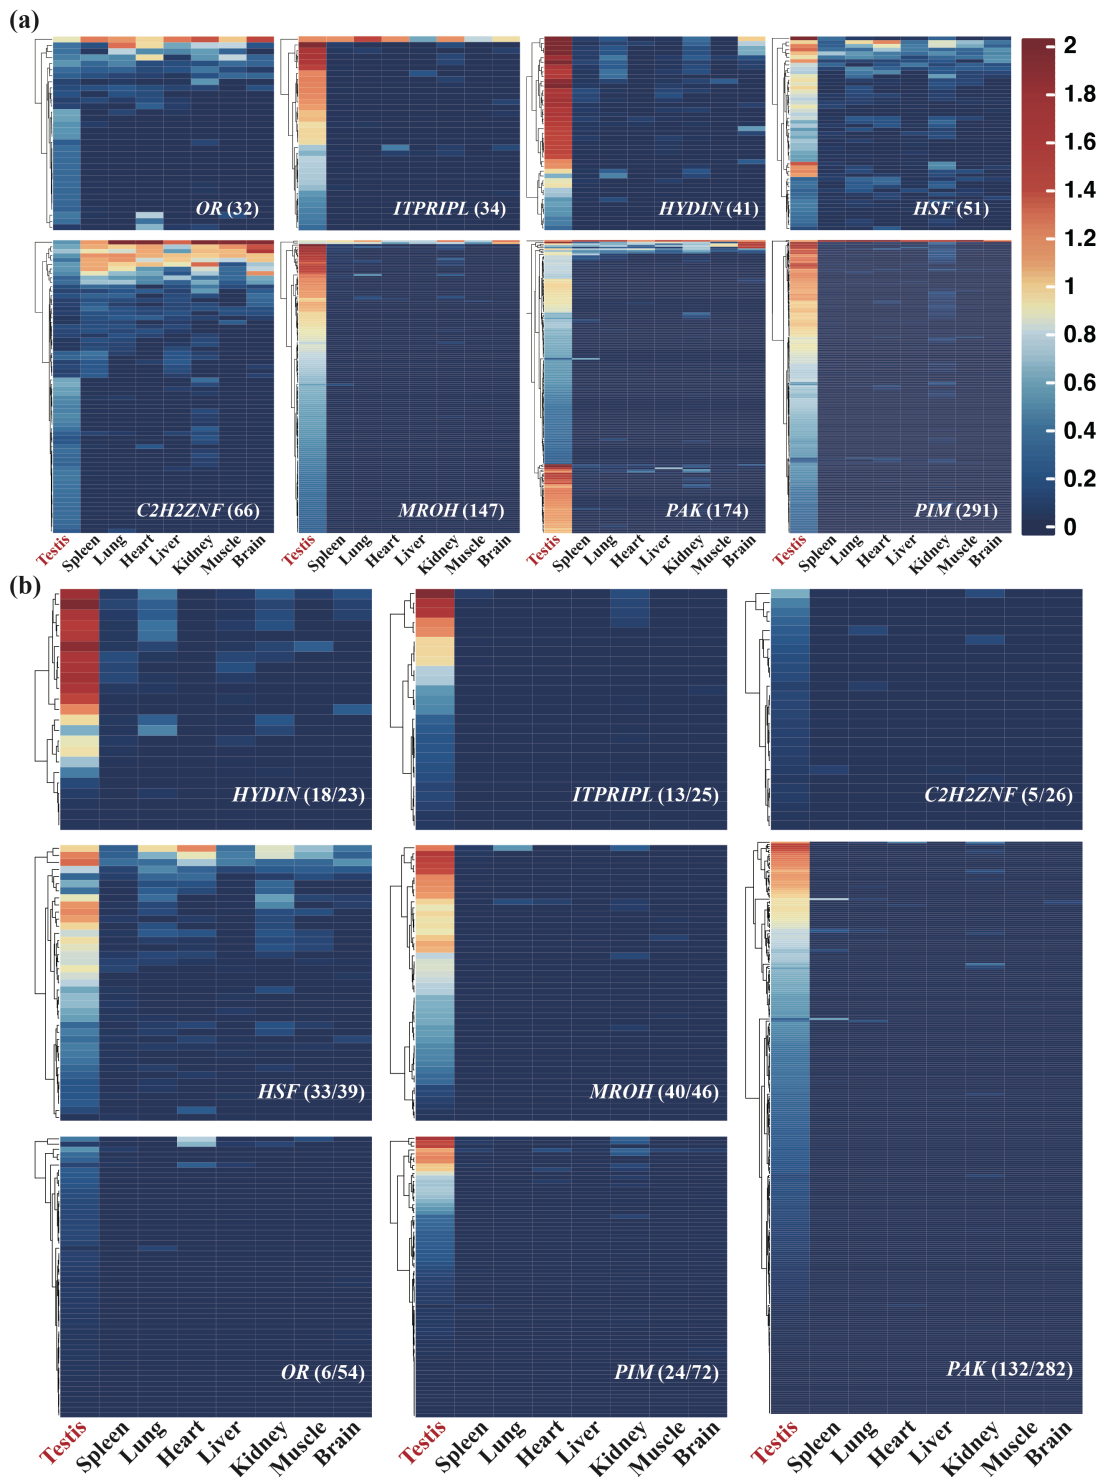 (a)
OR (32)
ITPRIPL (34)
HYDIN (41)
HSF (51)
C2H2ZNF (66)
MROH (147)
PAK (174)
PIM (291)
2
1.8
1.6
1.4
1.2
1
0.8
0.6
0.4
0.2
0
Testis Spleen Lung Heart Liver Kidney Muscle Brain
Testis Spleen Lung Heart Liver Kidney Muscle Brain
Testis Spleen Lung Heart Liver Kidney Muscle Brain
Testis Spleen Lung Heart Liver Kidney Muscle Brain
(b)
HYDIN (18/23)
ITPRIPL (13/25)
C2H2ZNF (5/26)
HSF (33/39)
MROH (40/46)
OR (6/54)
PIM (24/72)
PAK (132/282)
Testis Spleen Lung Heart Liver Kidney Muscle Brain
Testis Spleen Lung Heart Liver Kidney Muscle Brain
Testis Spleen Lung Heart Liver Kidney Muscle Brain